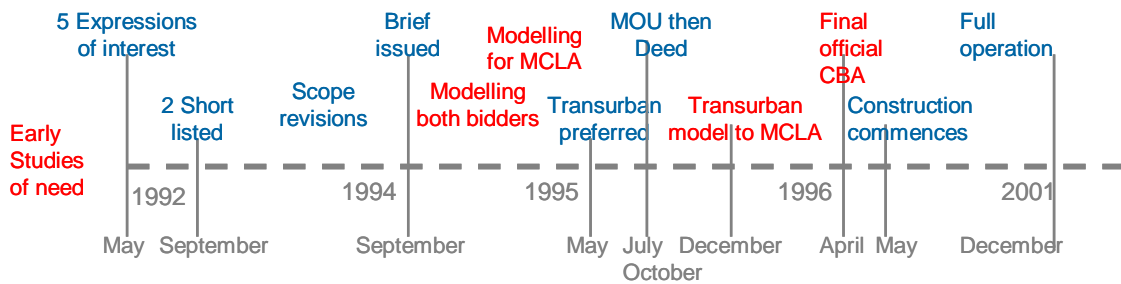 5 Expressions
of interest
Brief
issued
Modelling
for MCLA
MOU then
Deed
Final
official
CBA
Full
operation
2 Short
listed
Scope
revisions
Modelling
both bidders
Transurban
preferred
Transurban
model to MCLA
Construction
commences
Early
Studies
of need
1992
1994
1995
1996
2001
May
September
September
May
July
October
December
April
May
December